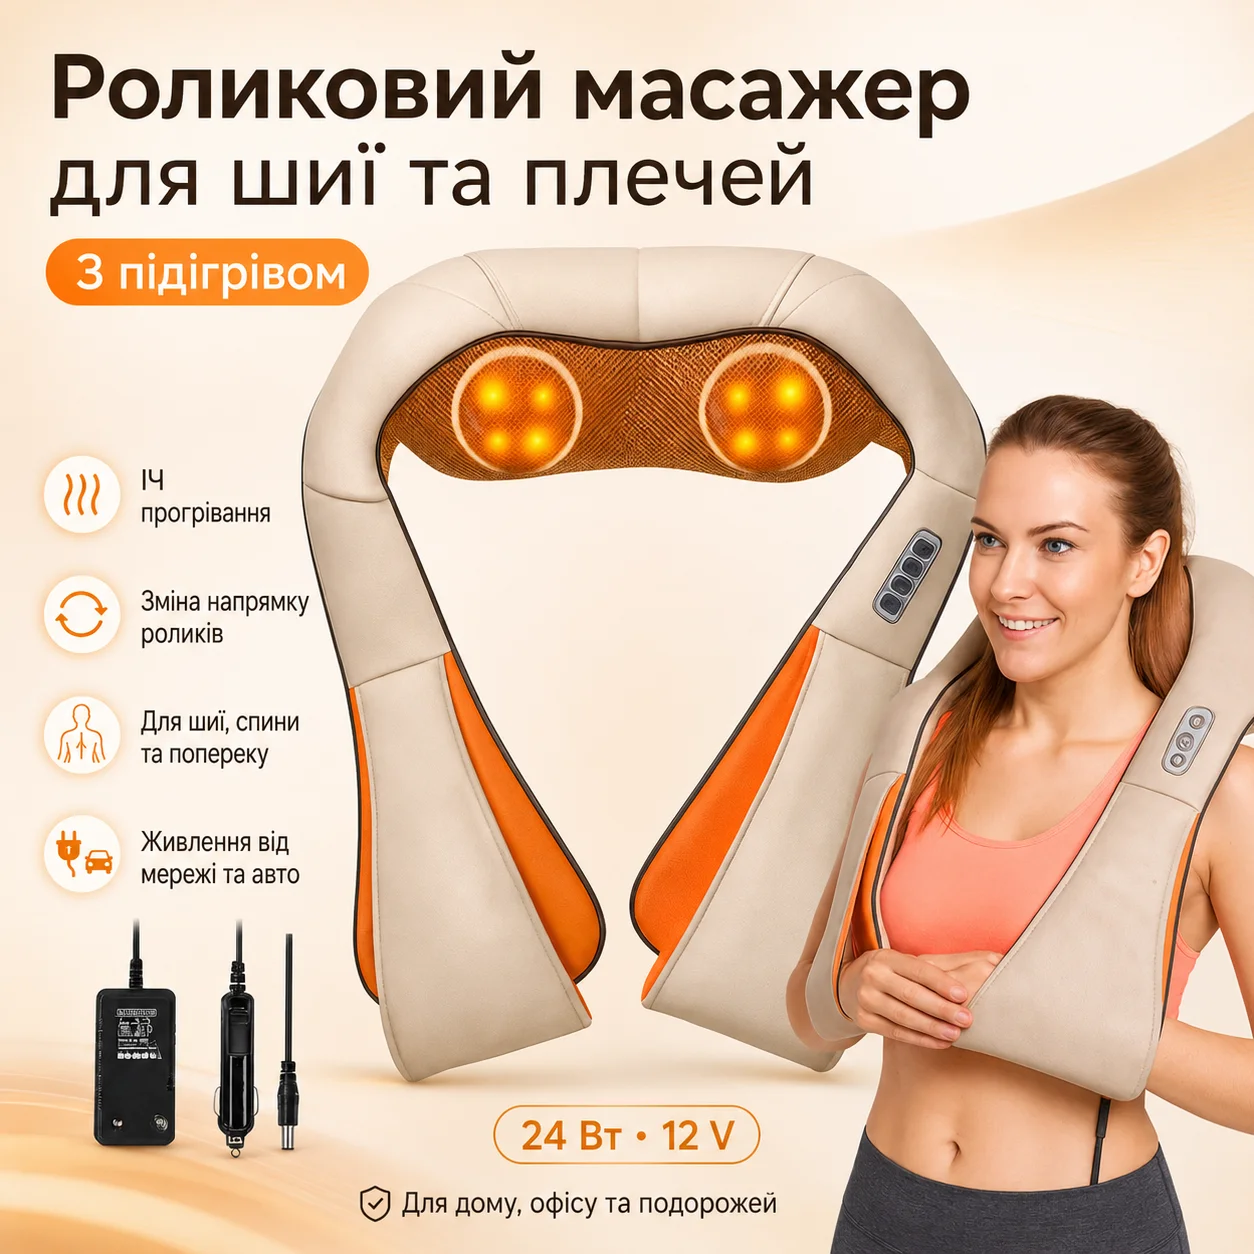 Роликовий масажер
для шиї та плечей
З підігрівом
ІЧ
прогрівання
Зміна напрямку
роликів
Для шиї, спини
та попереку
Живлення від
мережі та авто
24 Вт • 12 V
Для дому, офісу та подорожей